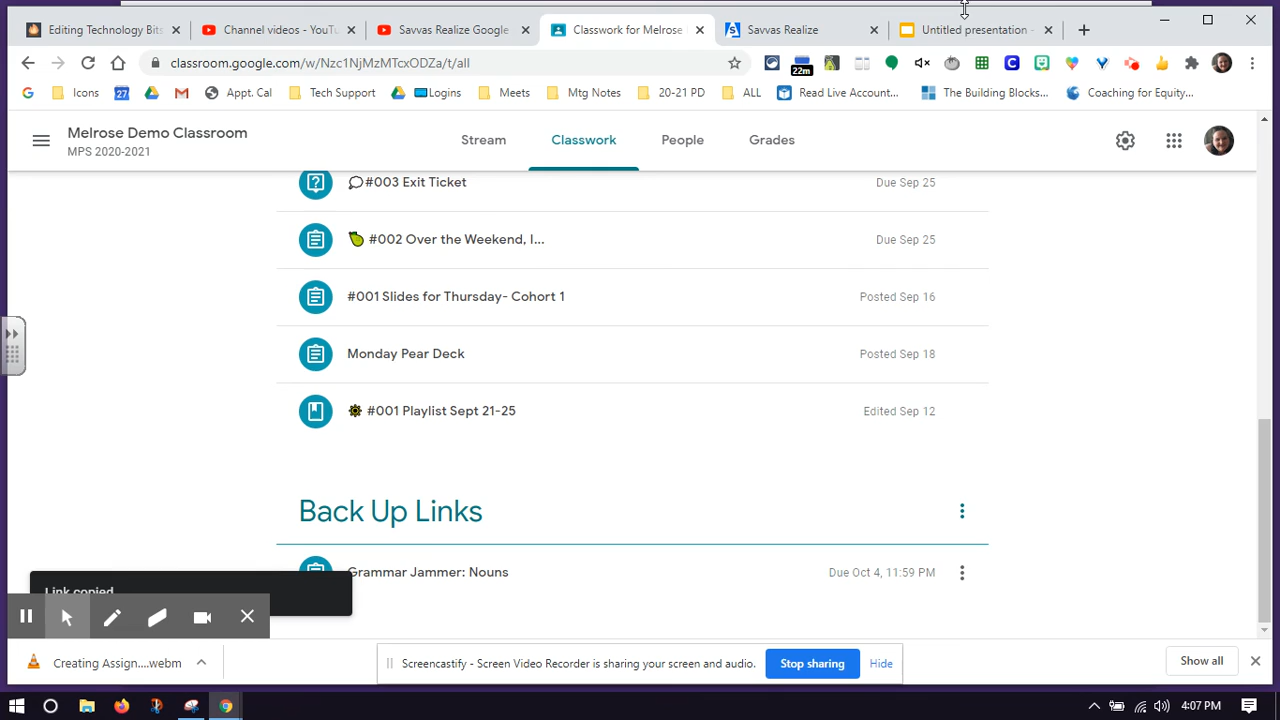 Editing Technology Bits
Channel videos - YouTu
Savvas Realize Google
Classwork for Melrose
Savvas Realize
Untitled presentation -
classroom.google.com/w/Nzc1NjMzMTcxODZa/t/all
22m
Icons
27
Appt. Cal
Tech Support
Logins
Meets
Mtg Notes
20-21 PD
ALL
Read Live Account...
The Building Blocks...
Coaching for Equity...
Melrose Demo Classroom
MPS 2020-2021
Stream
Classwork
People
Grades
#003 Exit Ticket
Due Sep 25
#002 Over the Weekend, I...
Due Sep 25
#001 Slides for Thursday- Cohort 1
Posted Sep 16
Monday Pear Deck
Posted Sep 18
#001 Playlist Sept 21-25
Edited Sep 12
Back Up Links
Grammar Jammer: Nouns
Due Oct 4, 11:59 PM
Link copied
Creating Assign....webm
Screencastify - Screen Video Recorder is sharing your screen and audio.
Stop sharing
Hide
Show all
4:07 PM